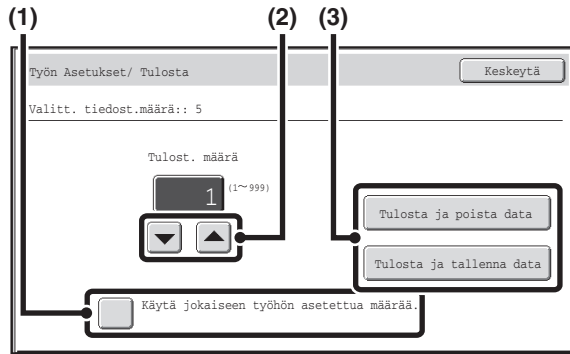 (1) (2) (3)
Työn Asetukset/ Tulosta Keskeytä
Valitt. tiedost.määrä:: 5
Tulost. määrä
1 (1~999)
Tulosta ja poista data
Tulosta ja tallenna data
Käytä jokaiseen työhön asetettua määrää.